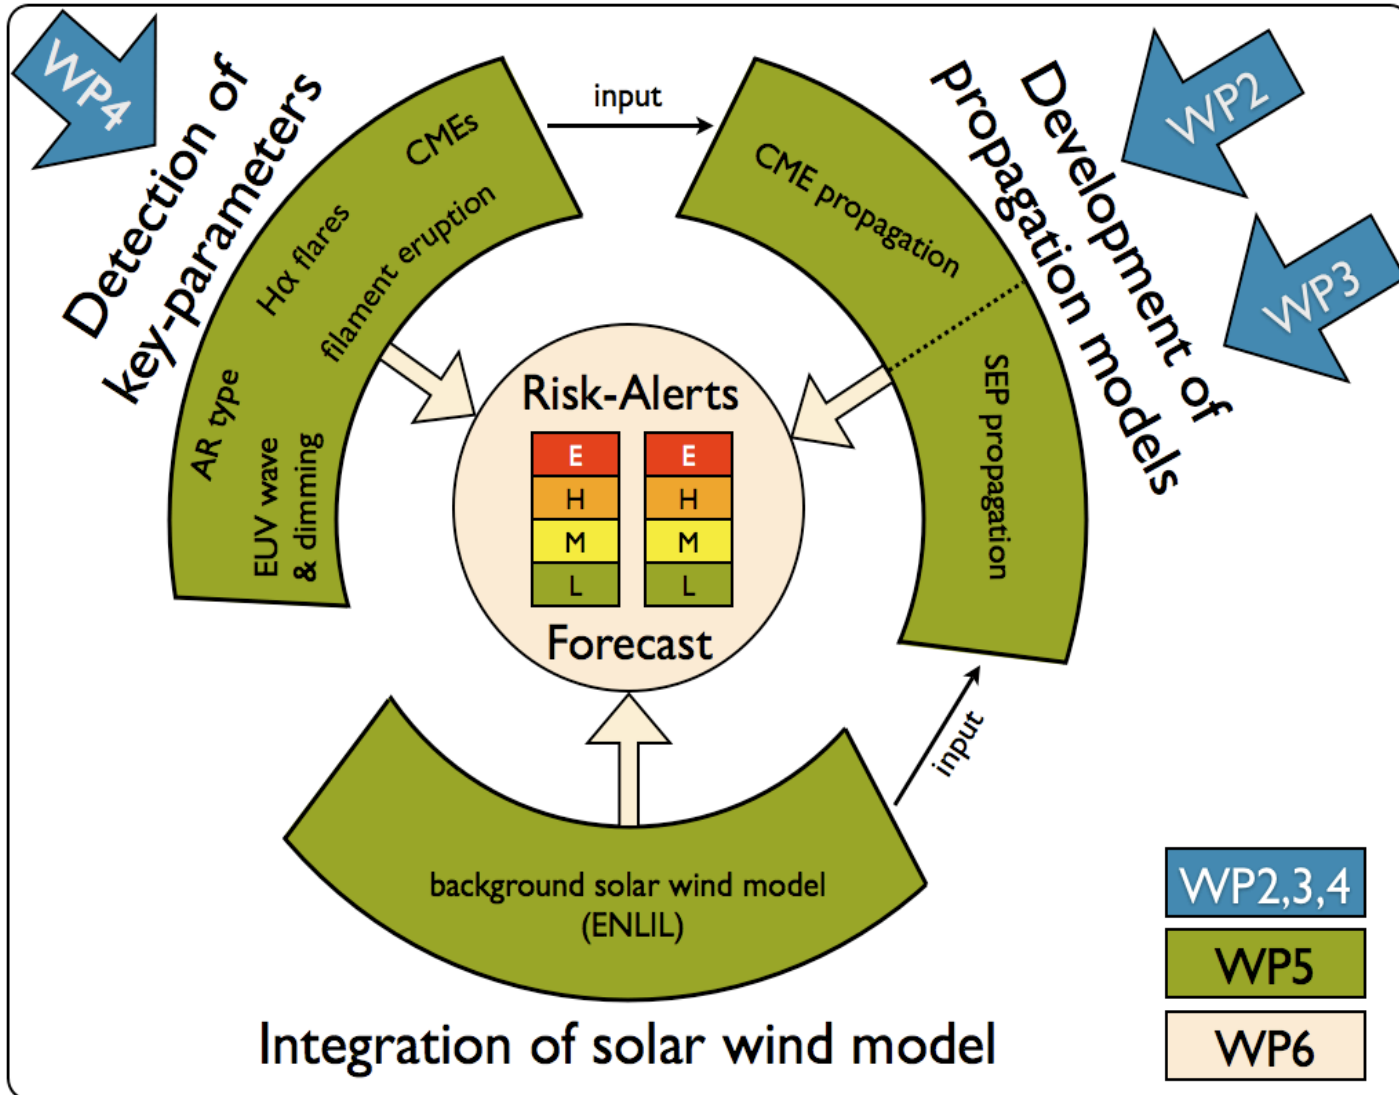 WP4
Detection of
key-parameters
CMEs
Hα flares
filament eruption
AR type
EUV wave
& dimming
input
CME propagation
SEP propagation
Development of
propagation models
WP2
WP3
Risk-Alerts
E E
H H
M M
L L
Forecast
input
background solar wind model
(ENLIL)
Integration of solar wind model
WP2,3,4
WP5
WP6